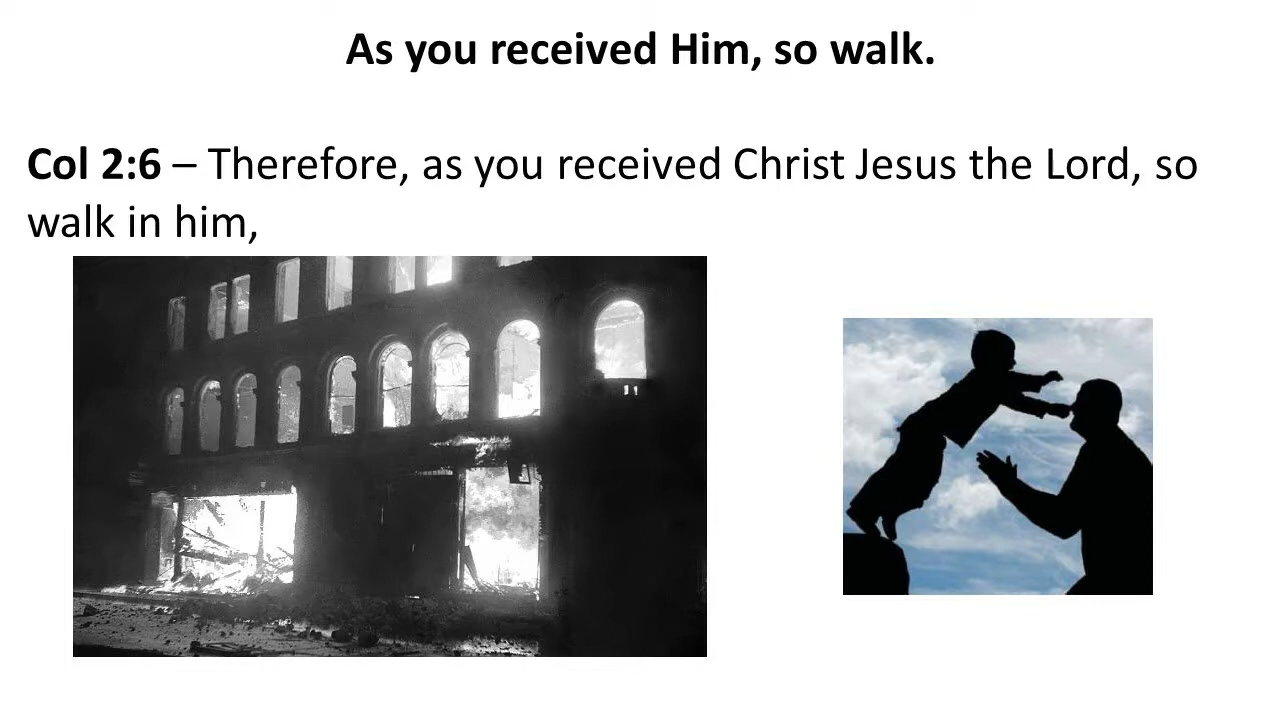 As you received Him, so walk.
Col 2:6 – Therefore, as you received Christ Jesus the Lord, so
walk in him,